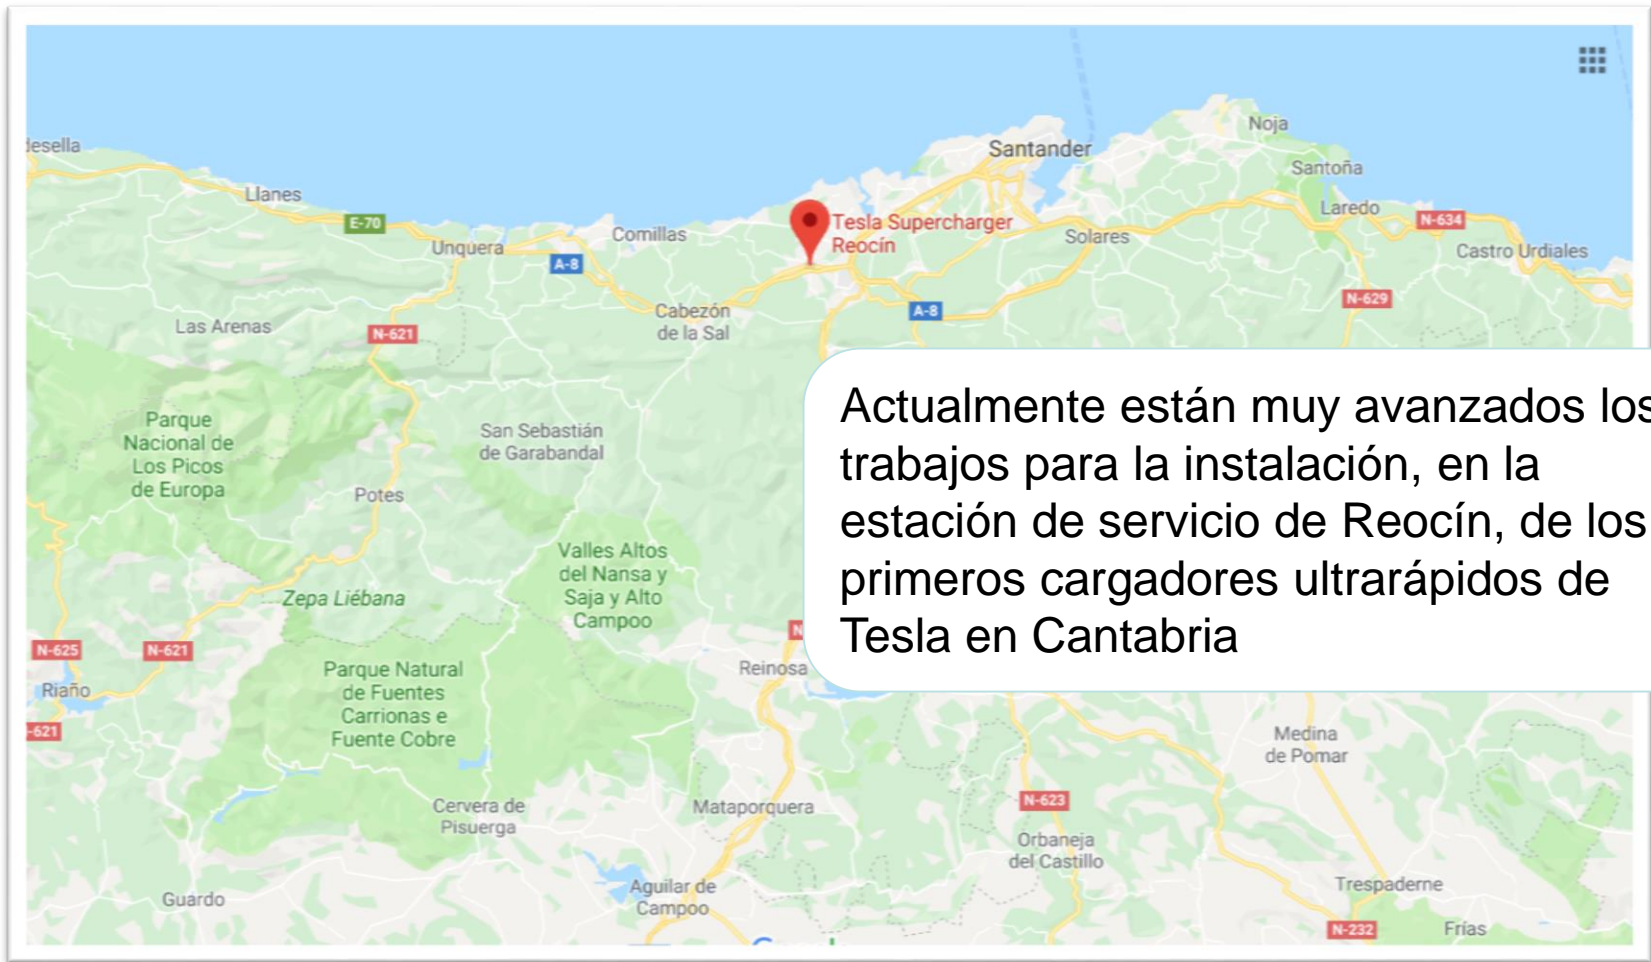 Noja
Santander
Santoña
Llanes
Laredo
N-634
E-70
Tesla Supercharger
Reocín
Comillas
Unquera
Solares
Castro Urdiales
A-8
N-629
Cabezón
de la Sal
A-8
Las Arenas
N-621
Actualmente están muy avanzados los
trabajos para la instalación, en la
estación de servicio de Reocín, de los
primeros cargadores ultrarápidos de
Tesla en Cantabria
Parque
Nacional de
Los Picos
de Europa
San Sebastián
de Garabandal
Potes
Valles Altos
del Nansa y
Saja y Alto
Campoo
Zepa Liébana
N-625
N-621
Reinosa
Parque Natural
de Fuentes
Carrionas e
Fuente Cobre
Riaño
-621
Medina
de Pomar
Cervera de
Pisuerga
Mataporquera
N-623
Orbaneja
del Castillo
Guardo
Aguilar de
Campoo
Trespaderne
N-232
Frías